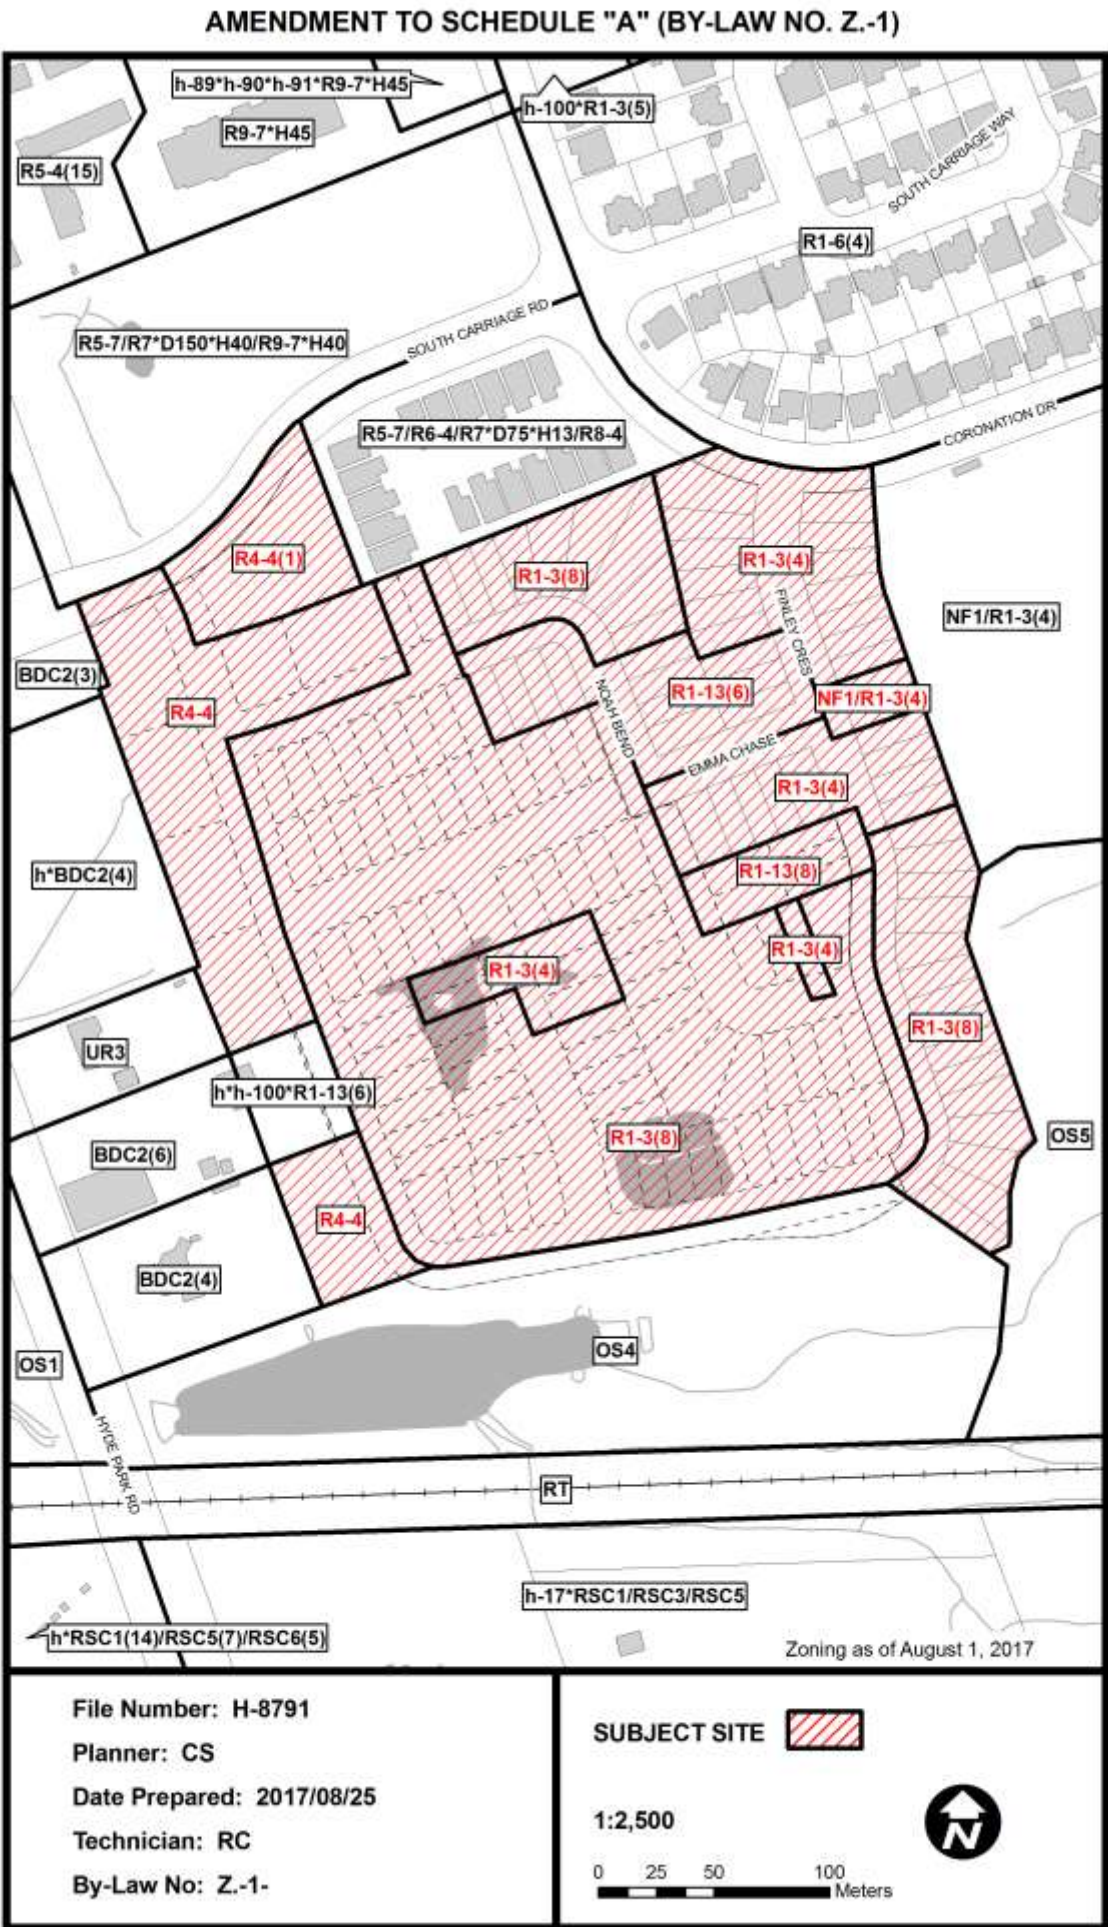 AMENDMENT TO SCHEDULE "A" (BY-LAW NO. Z.-1)
h-89*h-90*h-91*R9-7*H45
h-100*R1-3(5)
R9-7*H45
R5-4(15)
SOUTH CARRIAGE WAY
R1-6(4)
SOUTH CARRIAGE RD
R5-7/R7*D150*H40/R9-7*H40
CORONATION DR
R5-7/R6-4/R7*D75*H13/R8-4
R4-4(1)
R1-3(8)
R1-3(4)
FINLEY CRES
NF1/R1-3(4)
BDC2(3)
R4-4
R1-13(6)
NF1/R1-3(4)
NOAH BEND
EMMA CHASE
R1-3(4)
h*BDC2(4)
R1-13(8)
R1-3(4)
R1-3(4)
R1-3(8)
UR3
h*h-100*R1-13(6)
R1-3(8)
OS5
BDC2(6)
R4-4
BDC2(4)
OS4
OS1
HYDE PARK RD
RT
h-17*RSC1/RSC3/RSC5
h*RSC1(14)/RSC5(7)/RSC6(5)
Zoning as of August 1, 2017
File Number: H-8791
Planner: CS
Date Prepared: 2017/08/25
Technician: RC
By-Law No: Z.-1-
SUBJECT SITE
1:2,500
N
0 25 50 100
Meters